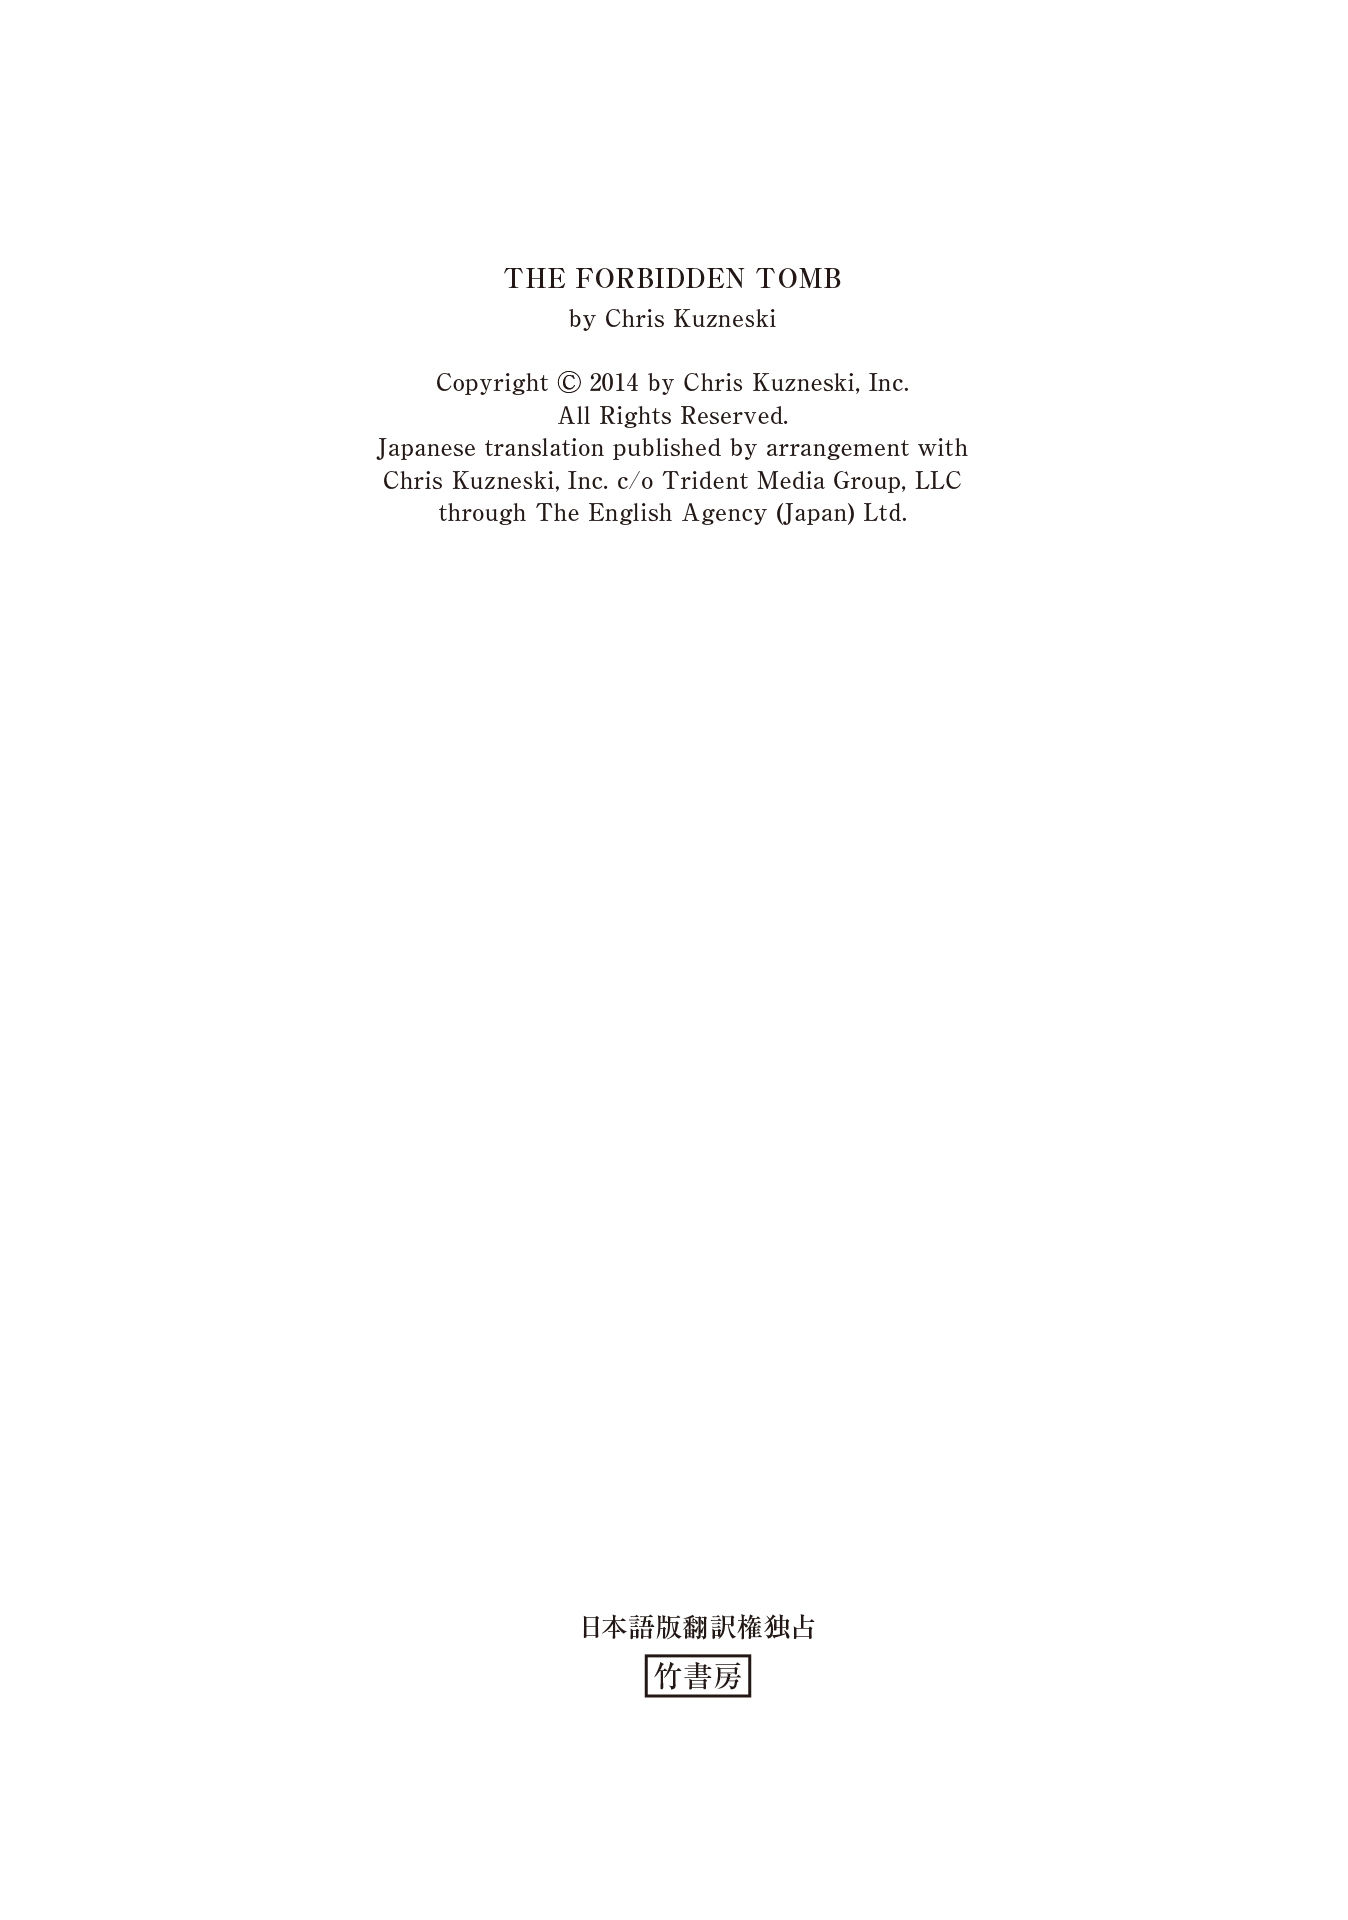 THE FORBIDDEN TOMB
by Chris Kuzneski
Copyright © 2014 by Chris Kuzneski, Inc.
All Rights Reserved.
Japanese translation published by arrangement with
Chris Kuzneski, Inc. c/o Trident Media Group, LLC
through The English Agency (Japan) Ltd.
日本語版翻訳権独占
竹書房